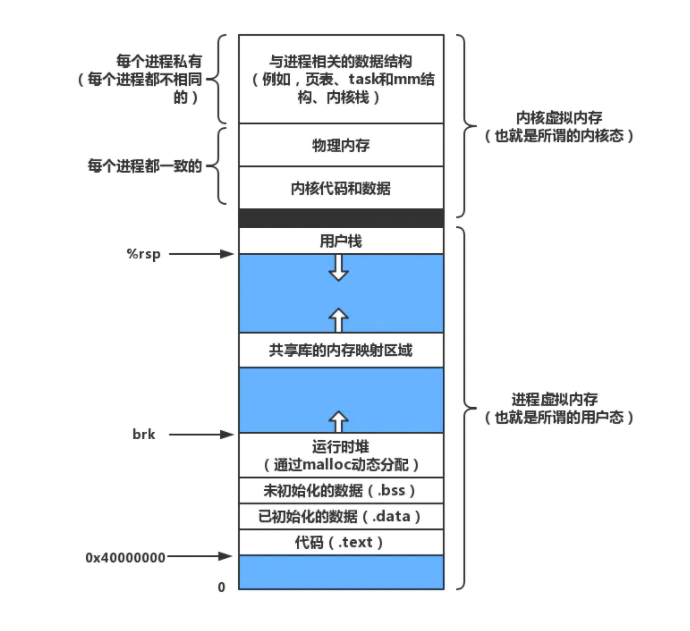 每个进程私有
（每个进程都不相同
的）
与进程相关的数据结构
（例如，页表、task和mm结
构、内核栈）
内核虚拟内存
（也就是所谓的内核态）
物理内存
每个进程都一致的
内核代码和数据
用户栈
%rsp
共享库的内存映射区域
进程虚拟内存
（也就是所谓的用户态）
brk
运行时堆
（通过malloc动态分配）
未初始化的数据（.bss）
已初始化的数据（.data）
代码（.text）
0x40000000
0